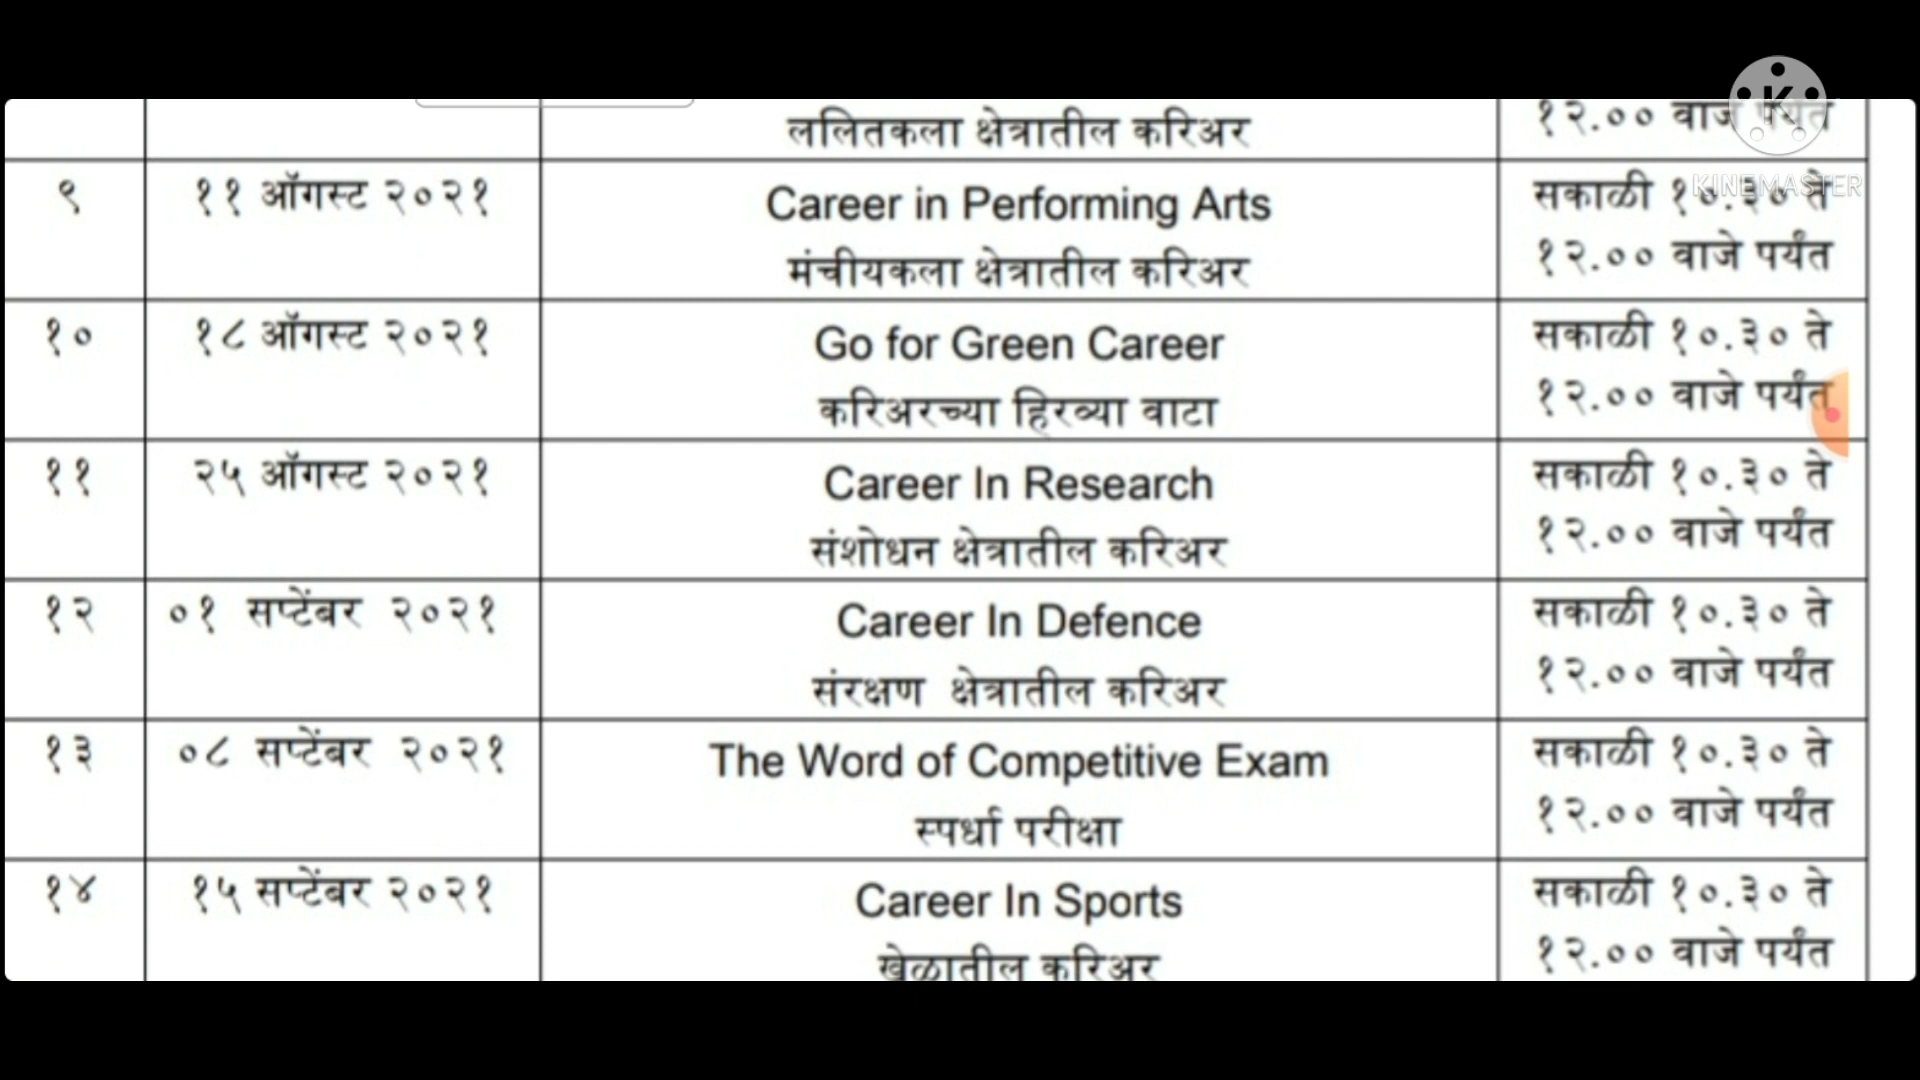 ललितकला क्षेत्रातील करिअर
१२.०० वाजे पर्यंत
KINEMASTER
९
११ ऑगस्ट २०२१
Career in Performing Arts
मंचीयकला क्षेत्रातील करिअर
सकाळी १०.३० ते
१२.०० वाजे पर्यंत
१०
१८ ऑगस्ट २०२१
Go for Green Career
करिअरच्या हिरव्या वाटा
सकाळी १०.३० ते
१२.०० वाजे पर्यंत
११
२५ ऑगस्ट २०२१
Career In Research
संशोधन क्षेत्रातील करिअर
सकाळी १०.३० ते
१२.०० वाजे पर्यंत
१२
०१ सप्टेंबर २०२१
Career In Defence
संरक्षण क्षेत्रातील करिअर
सकाळी १०.३० ते
१२.०० वाजे पर्यंत
१३
०८ सप्टेंबर २०२१
The Word of Competitive Exam
स्पर्धा परीक्षा
सकाळी १०.३० ते
१२.०० वाजे पर्यंत
१४
१५ सप्टेंबर २०२१
Career In Sports
खेळातील करिअर
सकाळी १०.३० ते
१२.०० वाजे पर्यंत